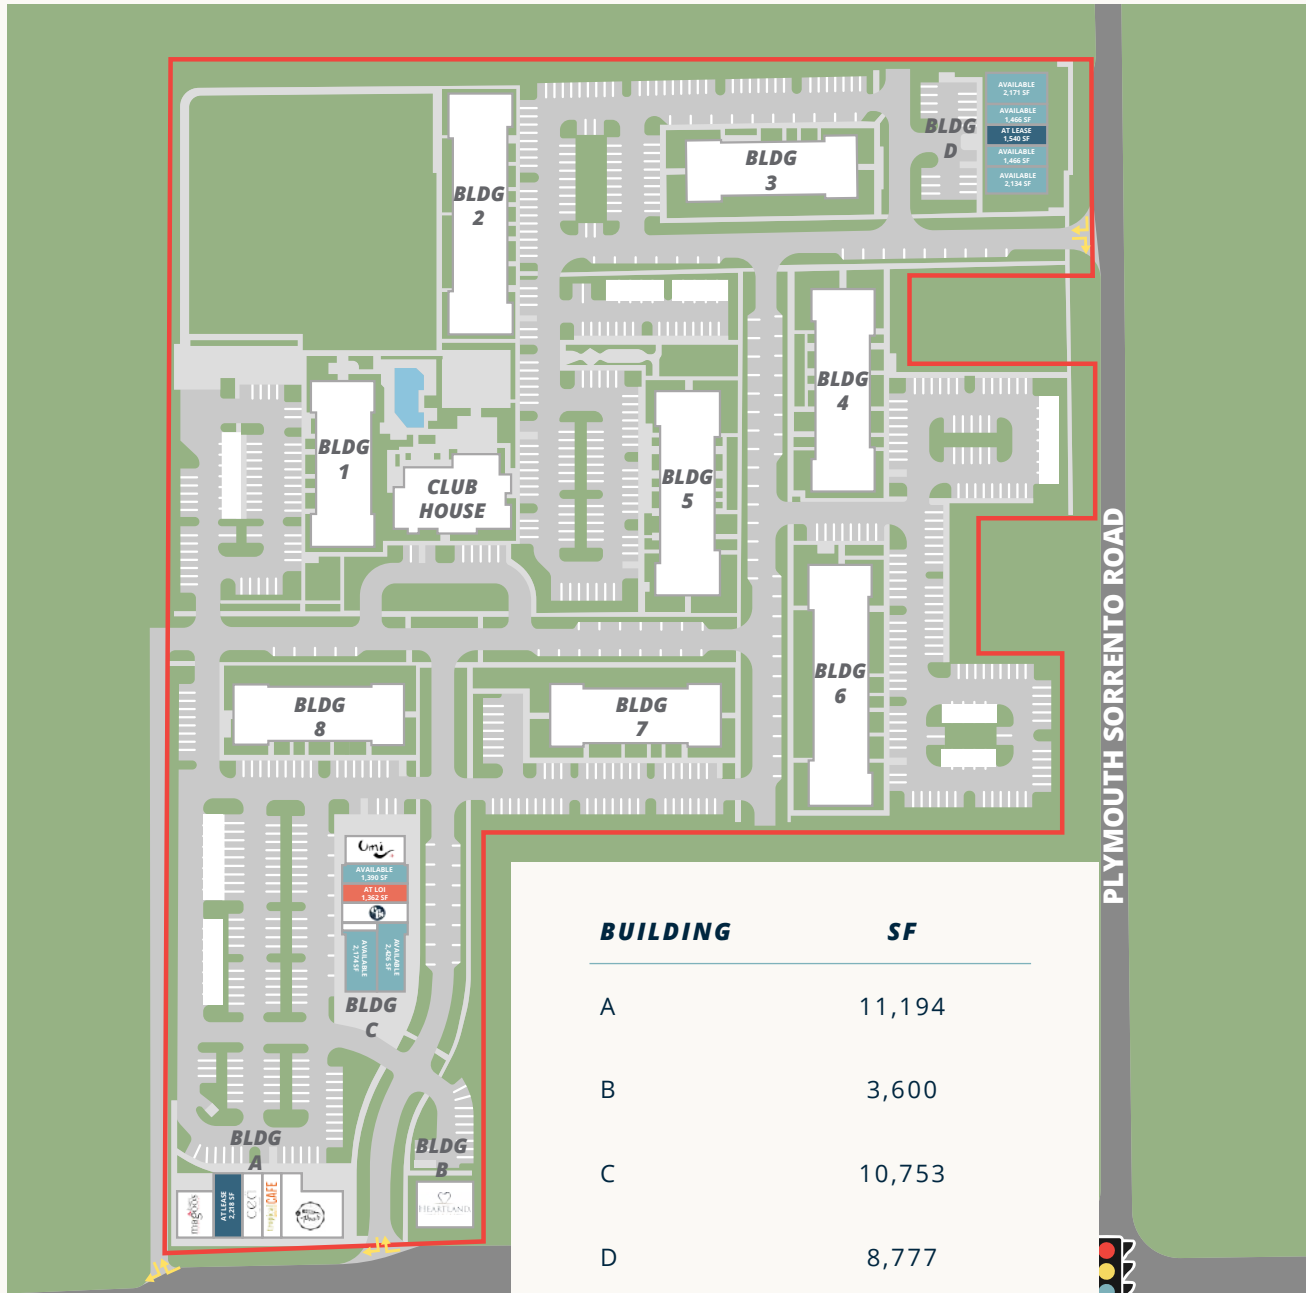 AVAILABLE
2,171 SF
AVAILABLE
1,466 SF
AT LEASE
1,540 SF
AVAILABLE
1,466 SF
AVAILABLE
2,134 SF
BLDG
D
BLDG
3
BLDG
2
BLDG
4
BLDG
1
CLUB
HOUSE
BLDG
5
BLDG
6
PLYMOUTH SORRENTO ROAD
BLDG
8
BLDG
7
Umi
AVAILABLE
1,390 SF
AT LOI
1,362 SF
AVAILABLE
2,174 SF
AVAILABLE
2,426 SF
BLDG
C
BLDG
A
BLDG
B
magoos
AT LEASE
2,218 SF
cea
tropical CAFE
HEARTLAND
BUILDING SF
A 11,194
B 3,600
C 10,753
D 8,777